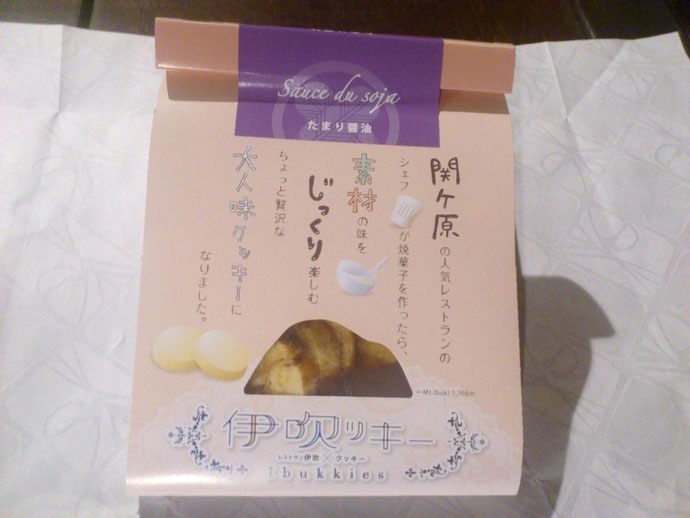 Sauce du soja
たまり醤油
関ケ原の人気レストランの
シェフが焼菓子を作ったら、
素材の味を
じっくり楽しむ
ちょっと贅沢な
大人味クッキーに
なりました。
←Mt.Ibuki 1,766m
伊吹ッキー
レストラン伊吹×クッキー
Ibukkies